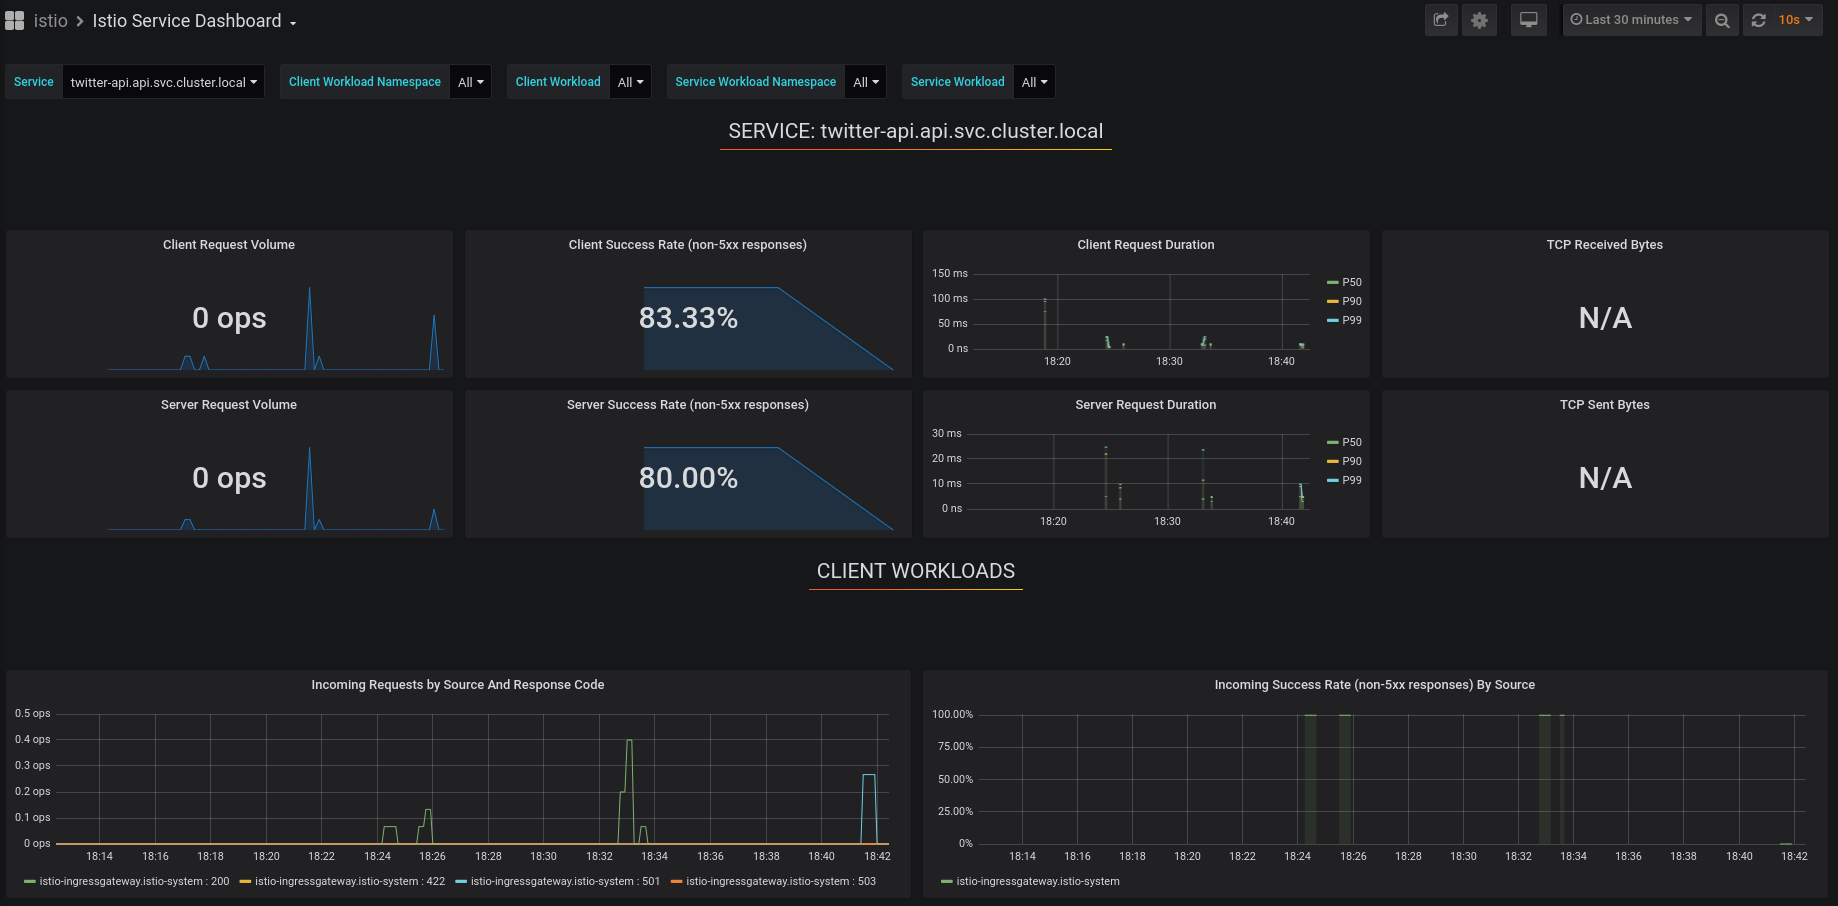 istio > Istio Service Dashboard
Last 30 minutes
10s
Service twitter-api.api.svc.cluster.local
Client Workload Namespace All
Client Workload All
Service Workload Namespace All
Service Workload All
SERVICE: twitter-api.api.svc.cluster.local
Client Request Volume
0 ops
Client Success Rate (non-5xx responses)
83.33%
Client Request Duration
150 ms
100 ms
50 ms
0 ns
18:20 18:30 18:40
P50
P90
P99
TCP Received Bytes
N/A
Server Request Volume
0 ops
Server Success Rate (non-5xx responses)
80.00%
Server Request Duration
30 ms
20 ms
10 ms
0 ns
18:20 18:30 18:40
P50
P90
P99
TCP Sent Bytes
N/A
CLIENT WORKLOADS
Incoming Requests by Source And Response Code
0.5 ops
0.4 ops
0.3 ops
0.2 ops
0.1 ops
0 ops
18:14 18:16 18:18 18:20 18:22 18:24 18:26 18:28 18:30 18:32 18:34 18:36 18:38 18:40 18:42
istio-ingressgateway.istio-system : 200 istio-ingressgateway.istio-system : 422 istio-ingressgateway.istio-system : 501 istio-ingressgateway.istio-system : 503
Incoming Success Rate (non-5xx responses) By Source
100.00%
75.00%
50.00%
25.00%
0%
18:14 18:16 18:18 18:20 18:22 18:24 18:26 18:28 18:30 18:32 18:34 18:36 18:38 18:40 18:42
istio-ingressgateway.istio-system